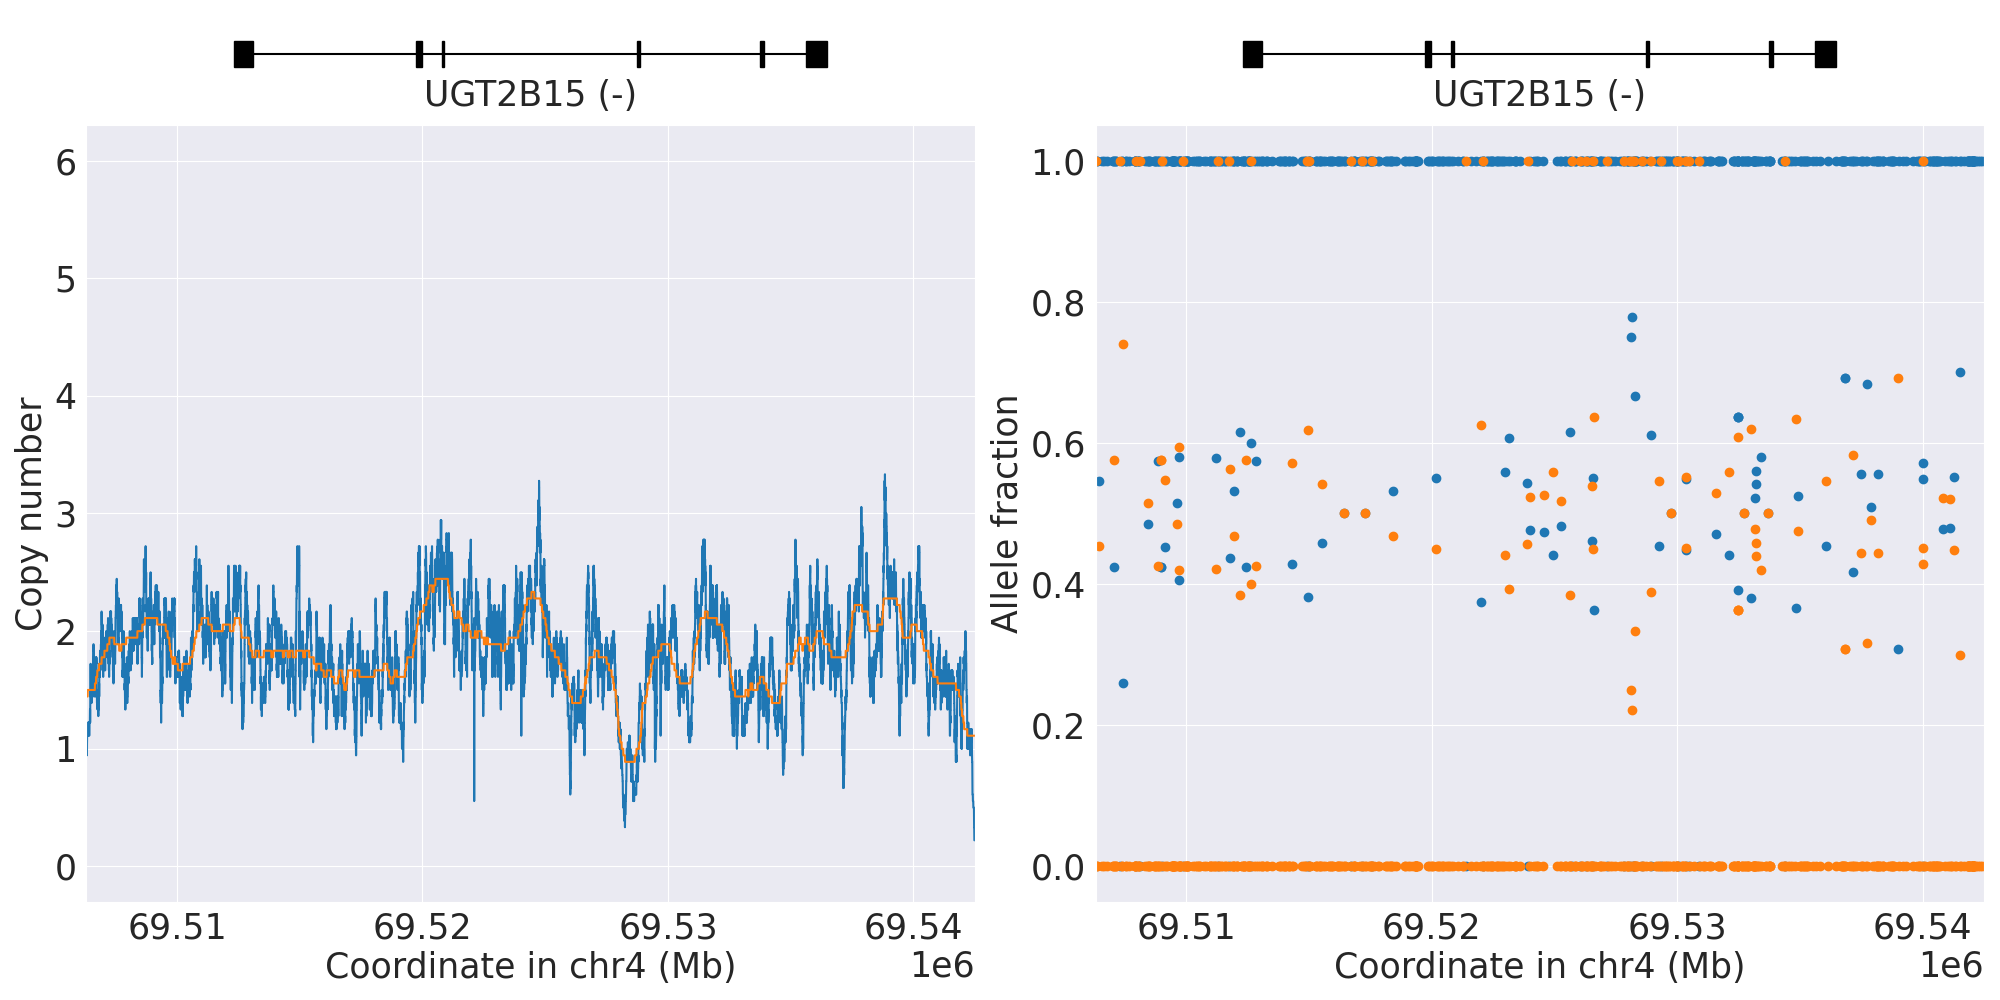 UGT2B15 (-)
Copy number
6
5
4
3
2
1
0
69.51 69.52 69.53 69.54
Coordinate in chr4 (Mb)
1e6
UGT2B15 (-)
Allele fraction
1.0
0.8
0.6
0.4
0.2
0.0
69.51 69.52 69.53 69.54
Coordinate in chr4 (Mb)
1e6